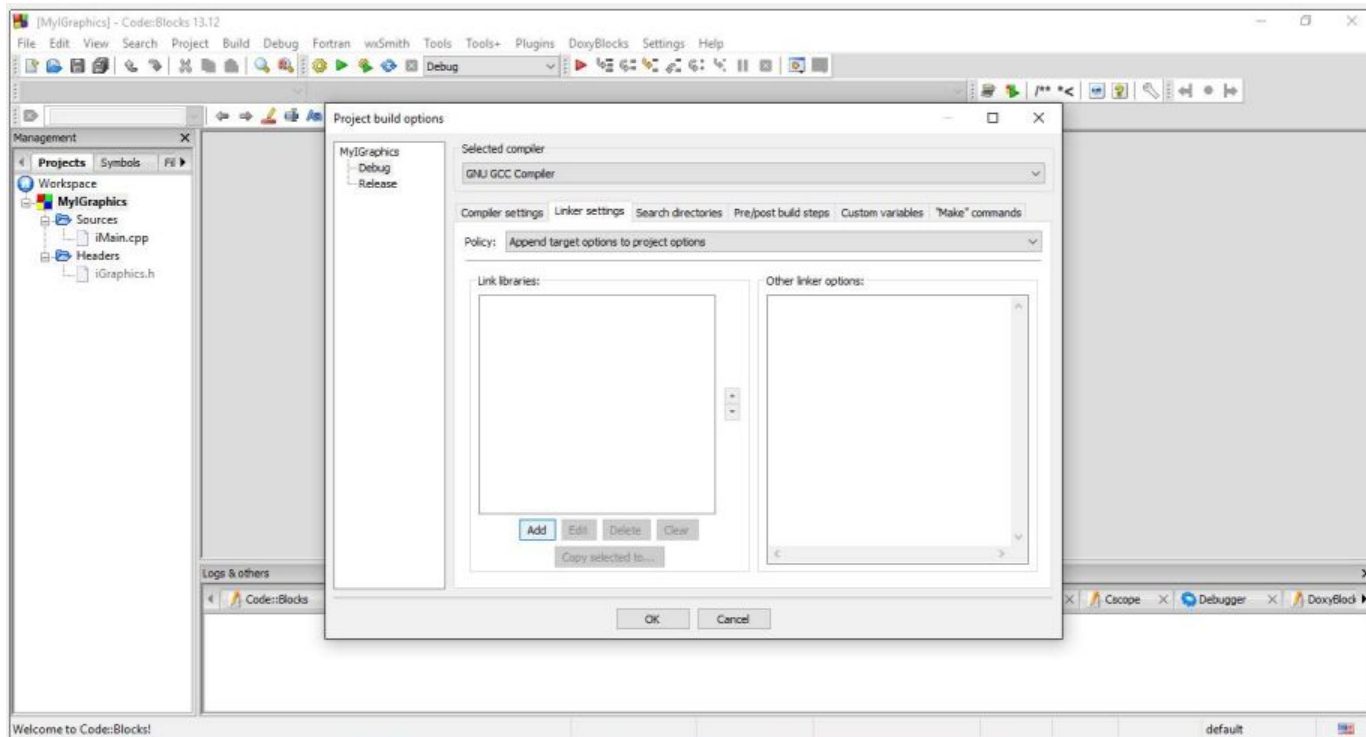 [MyIGraphics] - Code::Blocks 13.12
File Edit View Search Project Build Debug Fortran wxSmith Tools Tools+ Plugins DoxyBlocks Settings Help
Debug
/** *<
Management
Projects Symbols Fil
Workspace
MyIGraphics
Sources
iMain.cpp
Headers
iGraphics.h
Project build options
MyIGraphics
Debug
Release
Selected compiler
GNU GCC Compiler
Compiler settings Linker settings Search directories Pre/post build steps Custom variables "Make" commands
Policy: Append target options to project options
Link libraries:
Other linker options:
Add Edit Delete Clear
Copy selected to...
OK Cancel
Logs & others
Code::Blocks
Cscope Debugger DoxyBlock
Welcome to Code::Blocks!
default